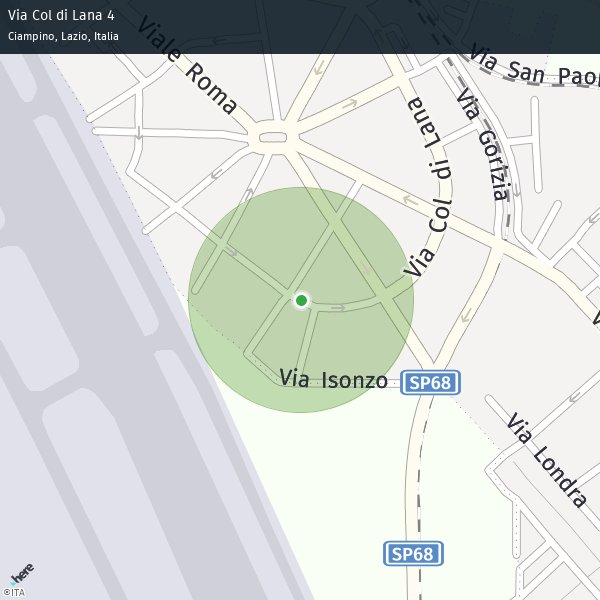 Via Col di Lana 4
Ciampino, Lazio, Italia
Viale Roma
Via San Paol
Via Gorizia
Via Col di Lana
Via Isonzo
SP68
Via Londra
SP68
here
©ITA